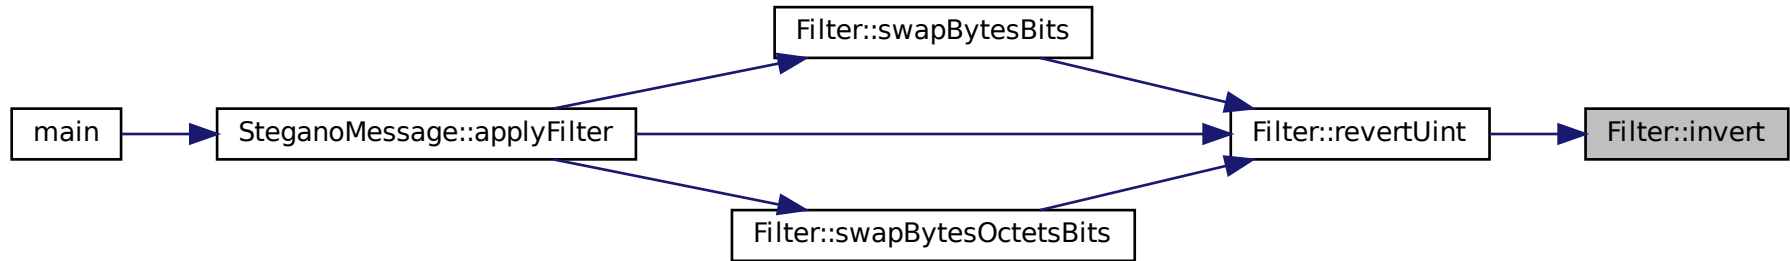 Filter::swapBytesBits
main
SteganoMessage::applyFilter
Filter::revertUint
Filter::invert
Filter::swapBytesOctetsBits